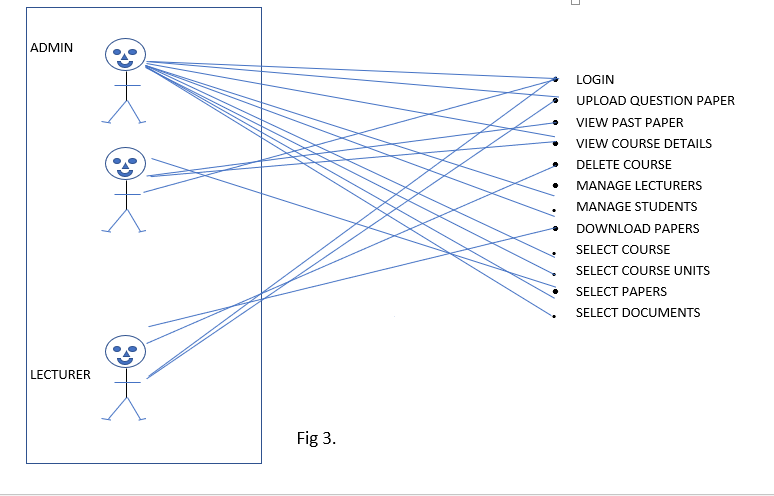 ADMIN
LOGIN
UPLOAD QUESTION PAPER
VIEW PAST PAPER
VIEW COURSE DETAILS
DELETE COURSE
MANAGE LECTURERS
MANAGE STUDENTS
DOWNLOAD PAPERS
SELECT COURSE
SELECT COURSE UNITS
SELECT PAPERS
SELECT DOCUMENTS
LECTURER
Fig 3.